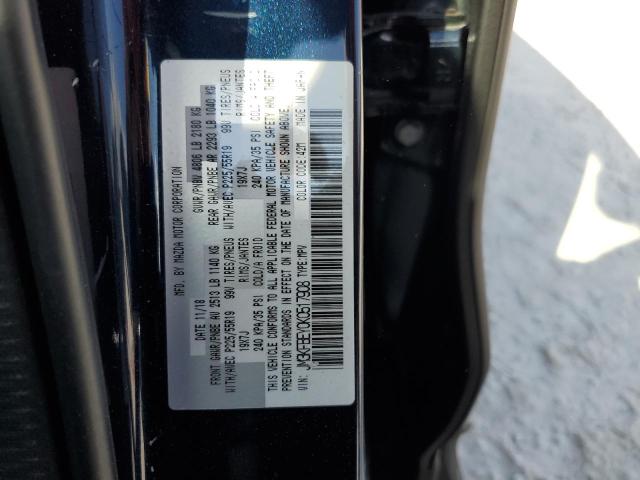 MFD. BY MAZDA MOTOR CORPORATION
DATE 11/18 GVWR/PNBV 4806 LB 2180 KG
FRONT GAWR/PNBE AV 2513 LB 1140 KG REAR GAWR/PNBE AR 2293 LB 1040 KG
WITH/AVEC P225/55R19 99V TIRES/PNEUS WITH/AVEC P225/55R19 99V TIRES/PNEUS
19X7J RIMS/JANTES 19X7J RIMS/JANTES
240 KPA/35 PSI COLD/A FROID 240 KPA/35 PSI COLD
THIS VEHICLE CONFORMS TO ALL APPLICABLE FEDERAL MOTOR VEHICLE SAFETY AND THEFT
PREVENTION STANDARDS IN EFFECT ON THE DATE OF MANUFACTURE SHOWN ABOVE.
JM3KFBEY0K0517908 COLOR CODE:42M MADE IN JAPAN
VIN: TYPE:MPV